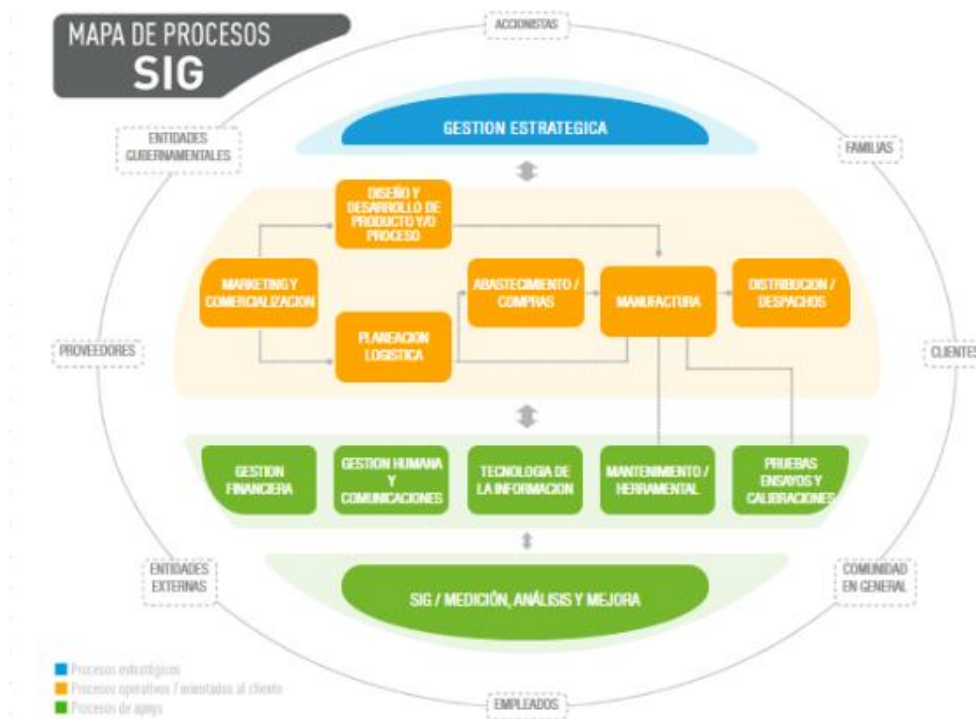 MAPA DE PROCESOS
SIG
ACCIONISTAS
ENTIDADES
GUBERNAMENTALES
FAMILIAS
GESTION ESTRATEGICA
DISEÑO Y
DESARROLLO DE
PRODUCTO Y/O
PROCESO
MARKETING Y
COMERCIALIZACION
ABASTECIMIENTO /
COMPRAS
MANUFACTURA
DISTRIBUCION /
DESPACHOS
PLANEACION
LOGISTICA
PROVEEDORES
CLIENTES
GESTION
FINANCIERA
GESTION HUMANA
Y
COMUNICACIONES
TECNOLOGIA DE
LA INFORMACION
MANTENIMIENTO /
HERRAMENTAL
PRUEBAS
ENSAYOS Y
CALIBRACIONES
ENTIDADES
EXTERNAS
COMUNIDAD
EN GENERAL
SIG / MEDICIÓN, ANÁLISIS Y MEJORA
Procesos estratégicos
Procesos operativos / orientados al cliente
Procesos de apoyo
EMPLEADOS